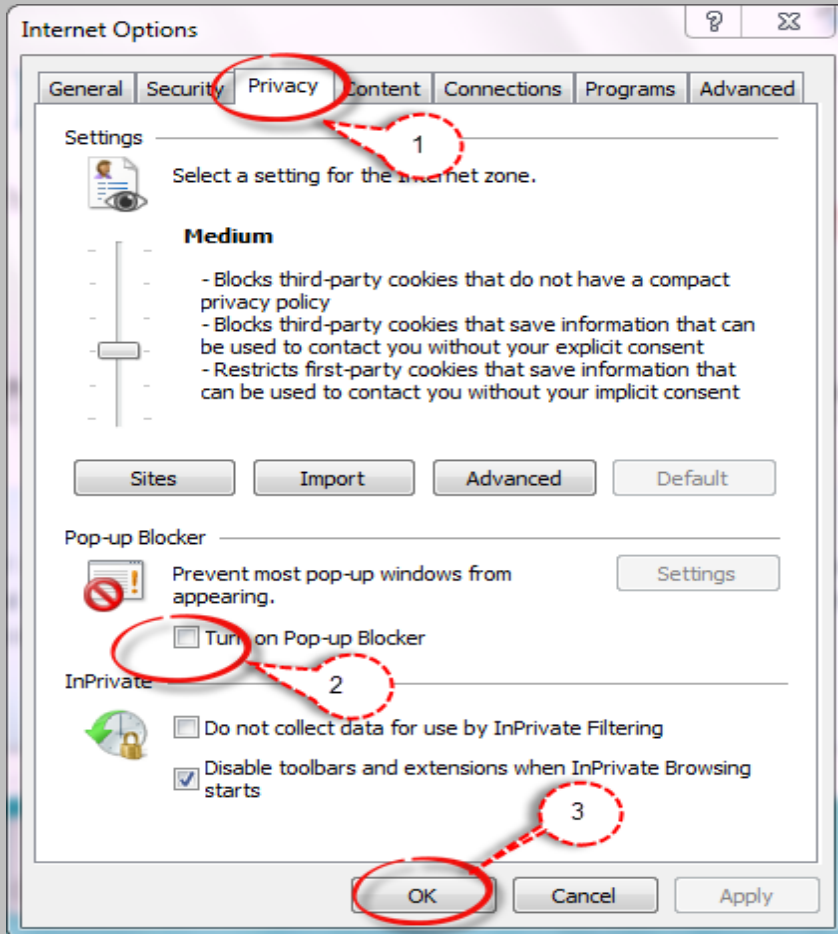 Internet Options
General Security Privacy Content Connections Programs Advanced
1
Settings
Select a setting for the Internet zone.
Medium
- Blocks third-party cookies that do not have a compact
privacy policy
- Blocks third-party cookies that save information that can
be used to contact you without your explicit consent
- Restricts first-party cookies that save information that
can be used to contact you without your implicit consent
Sites Import Advanced Default
Pop-up Blocker
Prevent most pop-up windows from
appearing.
Settings
Turn on Pop-up Blocker
2
InPrivate
Do not collect data for use by InPrivate Filtering
Disable toolbars and extensions when InPrivate Browsing
starts
3
OK Cancel Apply